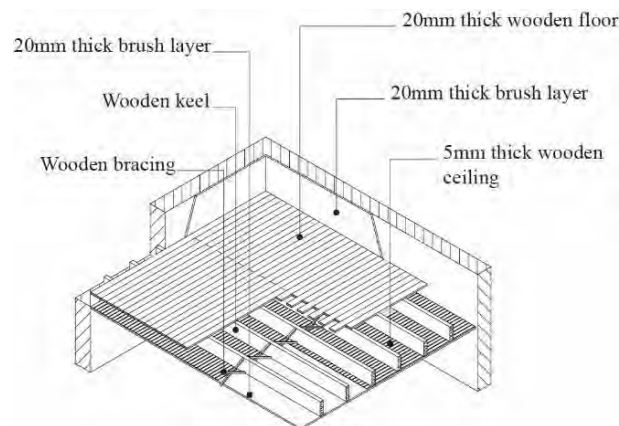 20mm thick wooden floor
20mm thick brush layer
Wooden keel
20mm thick brush layer
Wooden bracing
5mm thick wooden
ceiling